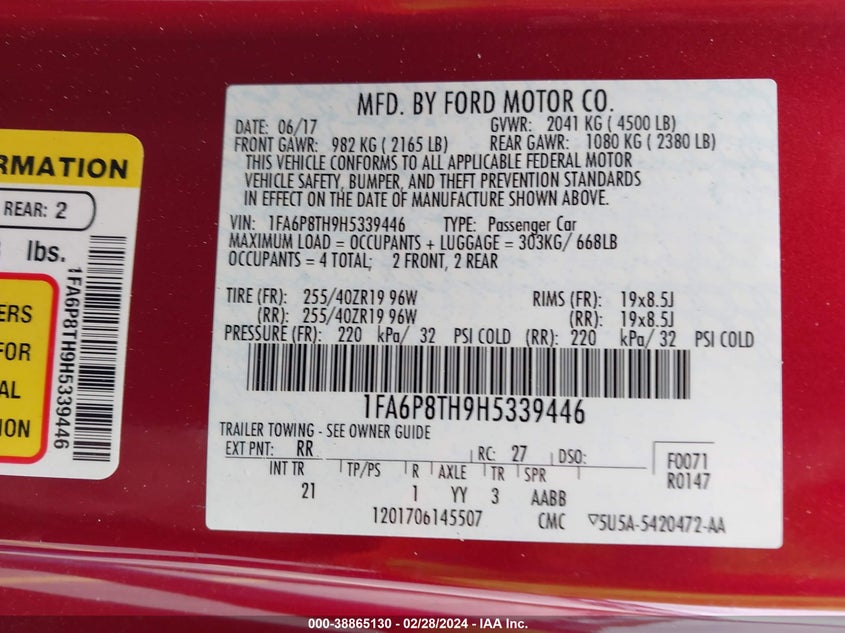 RMATION
REAR: 2
lbs.
ERS
FOR
AL
ION
1FA6P8TH9H5339446
MFD. BY FORD MOTOR CO.
DATE: 06/17 GVWR: 2041 KG ( 4500 LB)
FRONT GAWR: 982 KG ( 2165 LB) REAR GAWR: 1080 KG ( 2380 LB)
THIS VEHICLE CONFORMS TO ALL APPLICABLE FEDERAL MOTOR
VEHICLE SAFETY, BUMPER, AND THEFT PREVENTION STANDARDS
IN EFFECT ON THE DATE OF MANUFACTURE SHOWN ABOVE.
VIN: 1FA6P8TH9H5339446 TYPE: Passenger Car
MAXIMUM LOAD = OCCUPANTS + LUGGAGE = 303KG/ 668LB
OCCUPANTS = 4 TOTAL; 2 FRONT, 2 REAR
TIRE (FR): 255/40ZR19 96W RIMS (FR): 19x8.5J
(RR): 255/40ZR19 96W (RR): 19x8.5J
PRESSURE (FR): 220 kPa/ 32 PSI COLD (RR): 220 kPa/ 32 PSI COLD
1FA6P8TH9H5339446
TRAILER TOWING - SEE OWNER GUIDE
EXT PNT: RR RC: 27 DSO: F0071
INT TR TP/PS R AXLE TR SPR R0147
21 1 YY 3 AABB
1201706145507 CMC ▽5U5A-5420472-AA
000-38865130 - 02/28/2024 - IAA Inc.